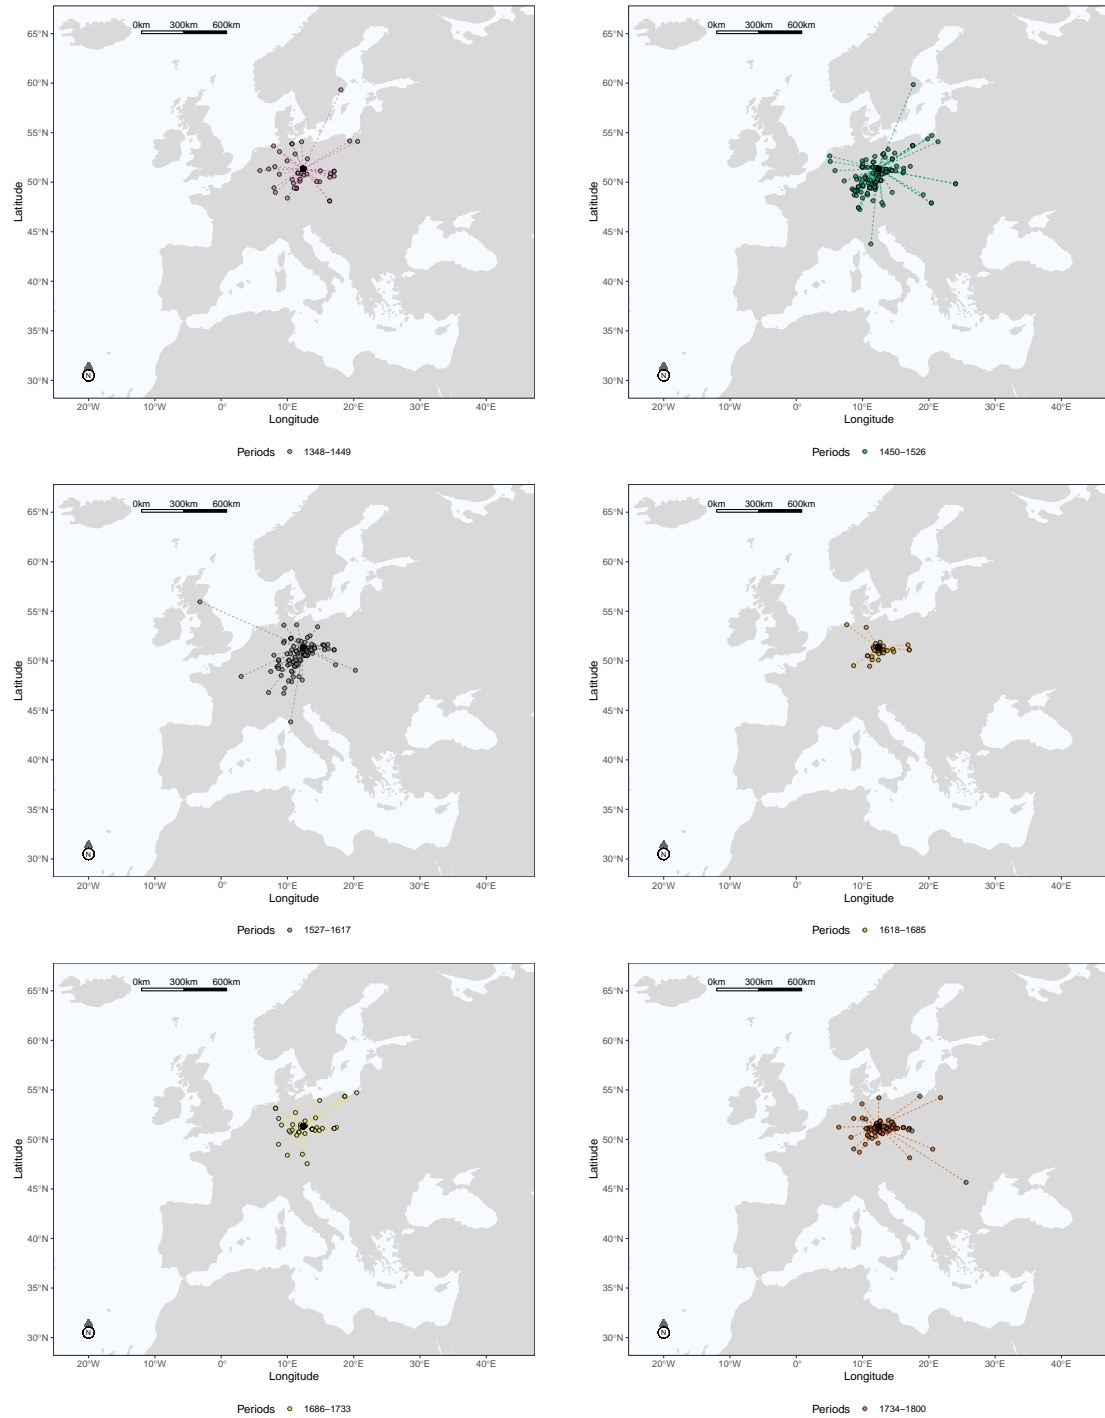 0km 300km 600km
65°N
60°N
55°N
50°N
45°N
40°N
35°N
30°N
Latitude
N
20°W 10°W 0° 10°E 20°E 30°E 40°E
Longitude
Periods 1348–1449
0km 300km 600km
65°N
60°N
55°N
50°N
45°N
40°N
35°N
30°N
Latitude
N
20°W 10°W 0° 10°E 20°E 30°E 40°E
Longitude
Periods 1450–1526
0km 300km 600km
65°N
60°N
55°N
50°N
45°N
40°N
35°N
30°N
Latitude
N
20°W 10°W 0° 10°E 20°E 30°E 40°E
Longitude
Periods 1527–1617
0km 300km 600km
65°N
60°N
55°N
50°N
45°N
40°N
35°N
30°N
Latitude
N
20°W 10°W 0° 10°E 20°E 30°E 40°E
Longitude
Periods 1618–1685
0km 300km 600km
65°N
60°N
55°N
50°N
45°N
40°N
35°N
30°N
Latitude
N
20°W 10°W 0° 10°E 20°E 30°E 40°E
Longitude
Periods 1686–1733
0km 300km 600km
65°N
60°N
55°N
50°N
45°N
40°N
35°N
30°N
Latitude
N
20°W 10°W 0° 10°E 20°E 30°E 40°E
Longitude
Periods 1734–1800